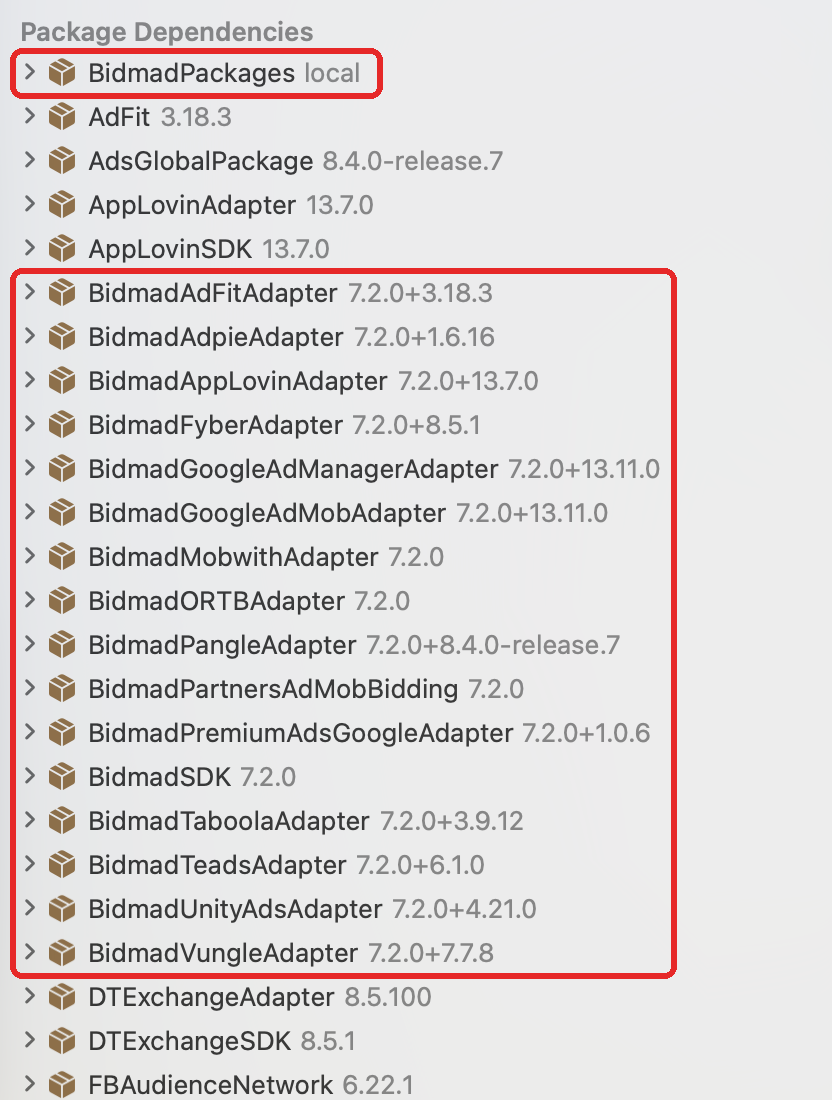 Package Dependencies
BidmadPackages local
AdFit 3.18.3
AdsGlobalPackage 8.4.0-release.7
AppLovinAdapter 13.7.0
AppLovinSDK 13.7.0
BidmadAdFitAdapter 7.2.0+3.18.3
BidmadAdpieAdapter 7.2.0+1.6.16
BidmadAppLovinAdapter 7.2.0+13.7.0
BidmadFyberAdapter 7.2.0+8.5.1
BidmadGoogleAdManagerAdapter 7.2.0+13.11.0
BidmadGoogleAdMobAdapter 7.2.0+13.11.0
BidmadMobwithAdapter 7.2.0
BidmadORTBAdapter 7.2.0
BidmadPangleAdapter 7.2.0+8.4.0-release.7
BidmadPartnersAdMobBidding 7.2.0
BidmadPremiumAdsGoogleAdapter 7.2.0+1.0.6
BidmadSDK 7.2.0
BidmadTaboolaAdapter 7.2.0+3.9.12
BidmadTeadsAdapter 7.2.0+6.1.0
BidmadUnityAdsAdapter 7.2.0+4.21.0
BidmadVungleAdapter 7.2.0+7.7.8
DTExchangeAdapter 8.5.100
DTExchangeSDK 8.5.1
FBAudienceNetwork 6.22.1